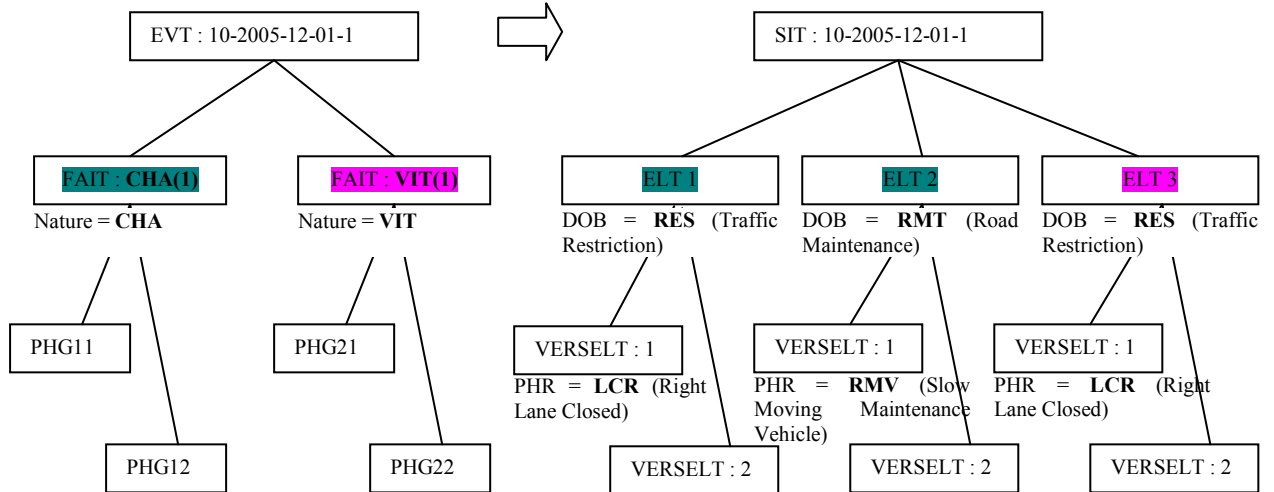 EVT : 10-2005-12-01-1
SIT : 10-2005-12-01-1
FAIT : CHA(1)
FAIT : VIT(1)
ELT 1
ELT 2
ELT 3
Nature = CHA
Nature = VIT
DOB = RES (Traffic
Restriction)
DOB = RMT (Road
Maintenance)
DOB = RES (Traffic
Restriction)
PHG11
PHG21
VERSELT : 1
VERSELT : 1
VERSELT : 1
PHR = LCR (Right
Lane Closed)
PHR = RMV (Slow
Moving Maintenance
Vehicle)
PHR = LCR (Right
Lane Closed)
PHG12
PHG22
VERSELT : 2
VERSELT : 2
VERSELT : 2